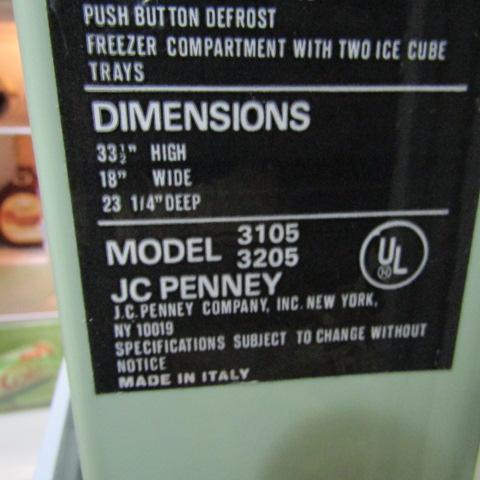 PUSH BUTTON DEFROST
FREEZER COMPARTMENT WITH TWO ICE CUBE
TRAYS
DIMENSIONS
33½" HIGH
18" WIDE
23 1/4" DEEP
MODEL 3105
3205
UL
JC PENNEY
J.C. PENNEY COMPANY, INC. NEW YORK,
NY 10019
SPECIFICATIONS SUBJECT TO CHANGE WITHOUT
NOTICE
MADE IN ITALY